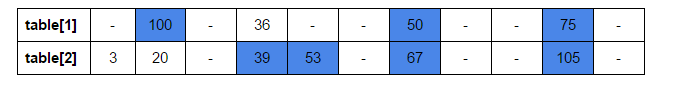 table[1] - 100 - 36 - - 50 - - 75 -
table[2] 3 20 - 39 53 - 67 - - 105 -